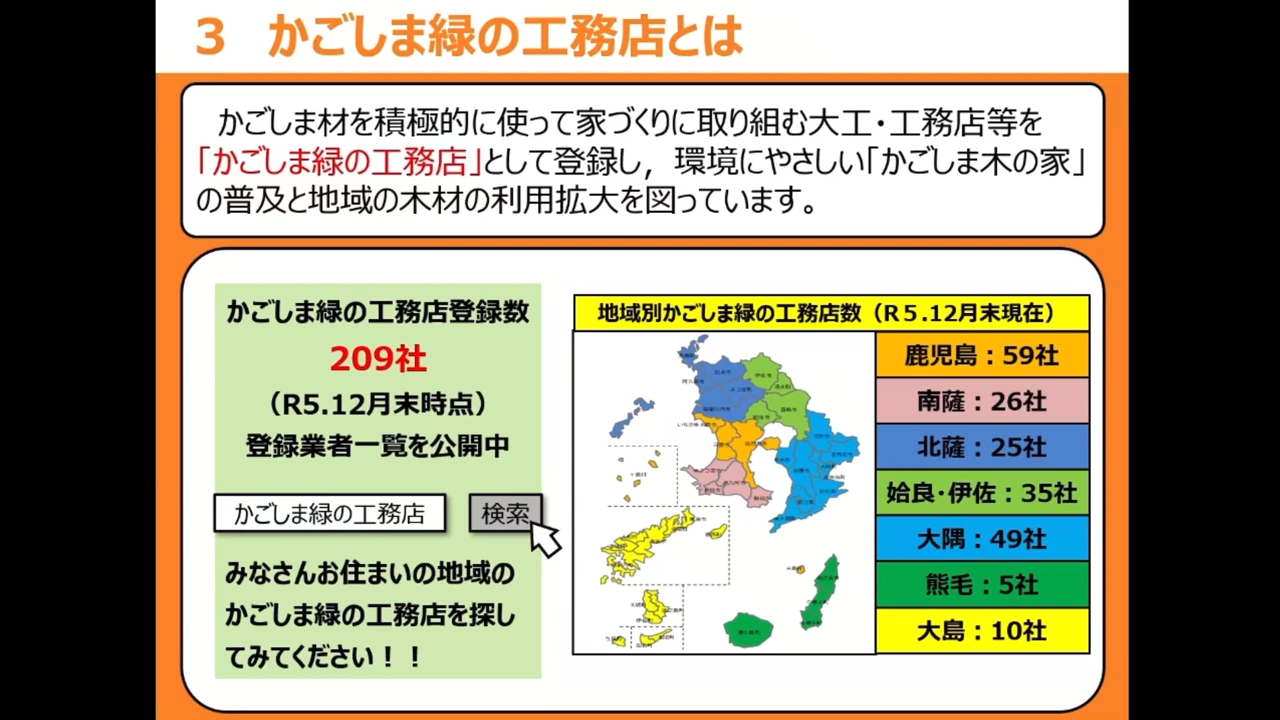 3 かごしま緑の工務店とは
かごしま材を積極的に使って家づくりに取り組む大工・工務店等を
「かごしま緑の工務店」として登録し，環境にやさしい「かごしま木の家」
の普及と地域の木材の利用拡大を図っています。
かごしま緑の工務店登録数
209社
（R5.12月末時点）
登録業者一覧を公開中
かごしま緑の工務店
検索
みなさんお住まいの地域の
かごしま緑の工務店を探し
てみてください！！
地域別かごしま緑の工務店数（R５.12月末現在）
鹿児島：59社
南薩：26社
北薩：25社
姶良・伊佐：35社
大隅：49社
熊毛：5社
大島：10社